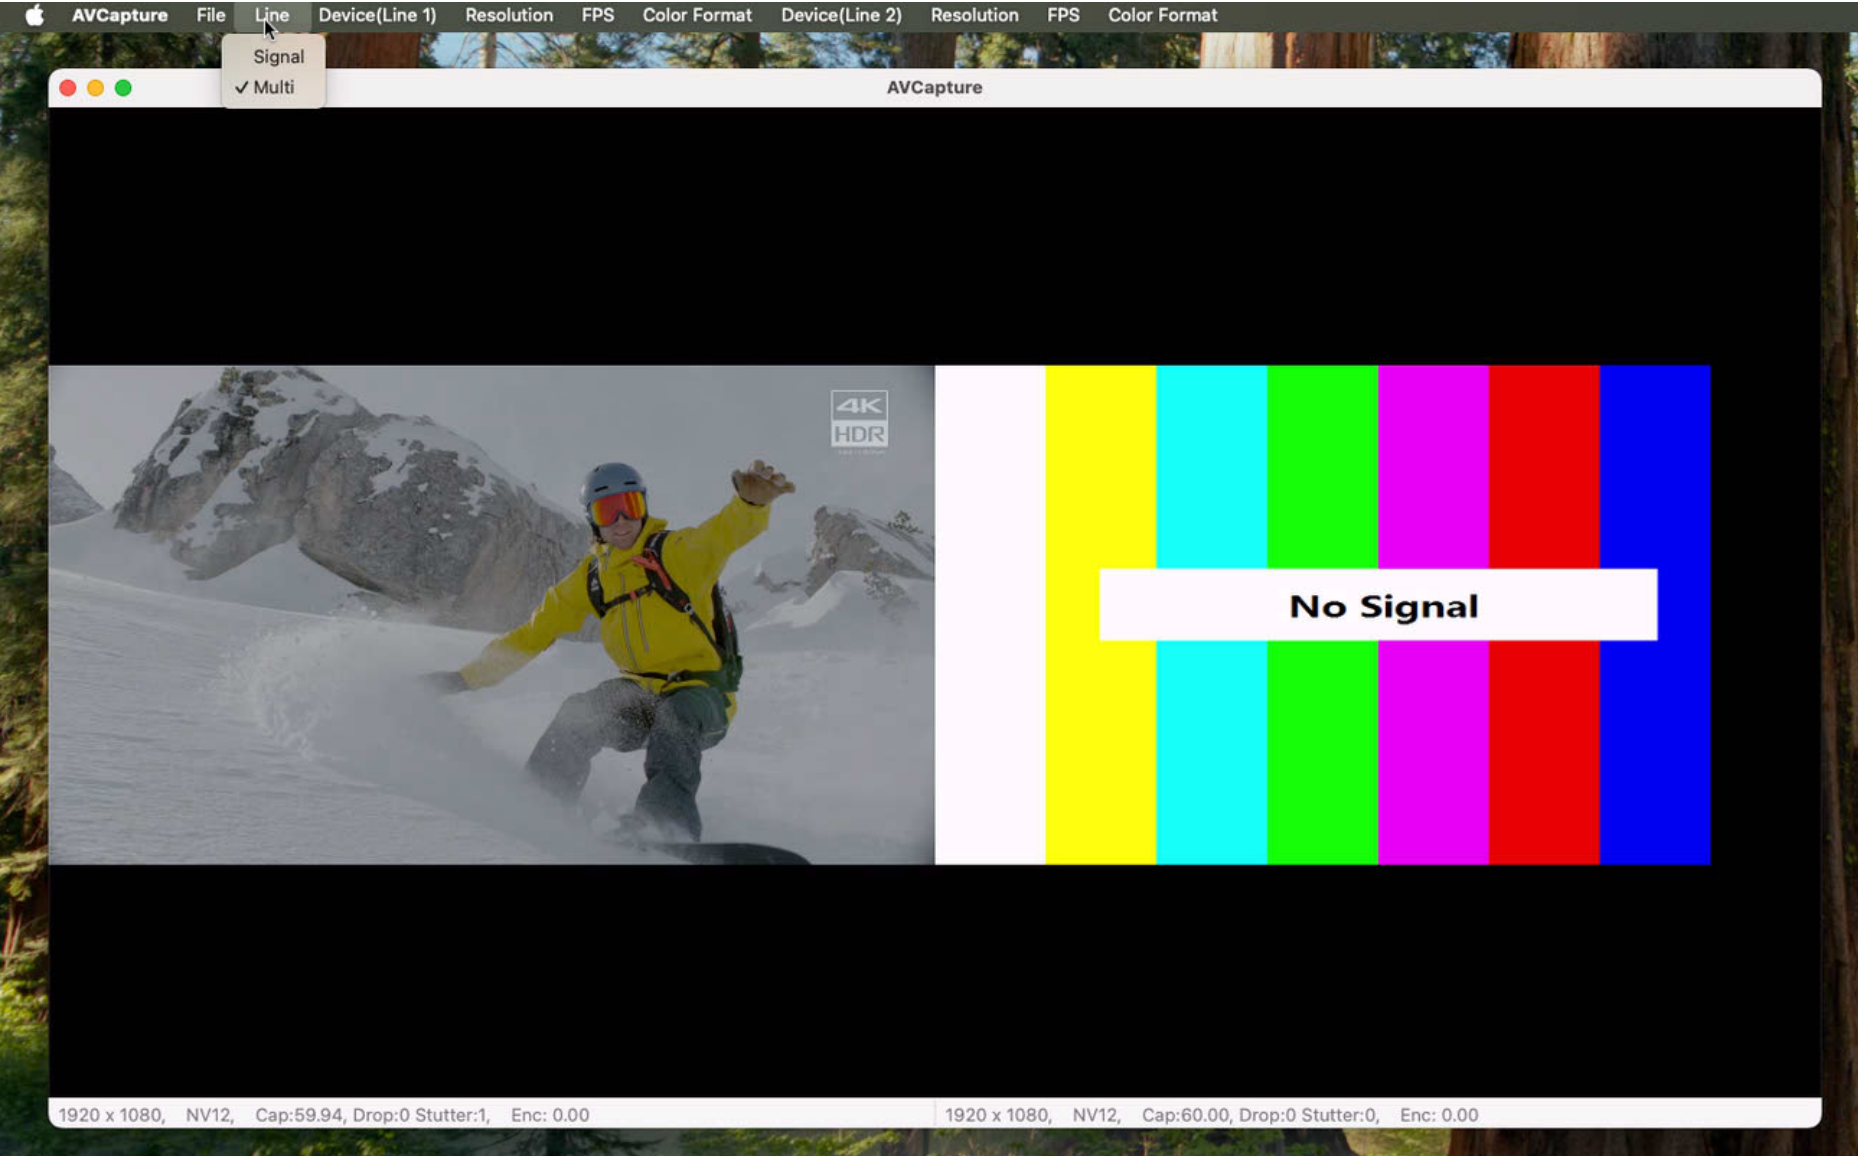 AVCapture File Line Device(Line 1) Resolution FPS Color Format Device(Line 2) Resolution FPS Color Format
Signal
✓ Multi
AVCapture
4K
HDR
No Signal
1920 x 1080, NV12, Cap:59.94, Drop:0 Stutter:1, Enc: 0.00
1920 x 1080, NV12, Cap:60.00, Drop:0 Stutter:0, Enc: 0.00